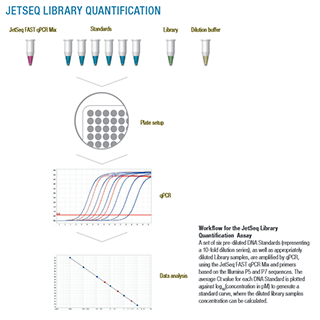 JETSEQ LIBRARY QUANTIFICATION
JetSeq FAST qPCR Mix
Standards
Library
Dilution buffer
Plate setup
qPCR
Data analysis
Workflow for the JetSeq Library
Quantification Assay
A set of six pre-diluted DNA Standards (representing
a 10-fold dilution series), as well as appropriately
diluted Library samples, are amplified by qPCR,
using the JetSeq FAST qPCR Mix and primers
based on the Illumina P5 and P7 sequences. The
average Ct value for each DNA Standard is plotted
against log10(concentration in pM) to generate a
standard curve, where the diluted library samples
concentration can be calculated.